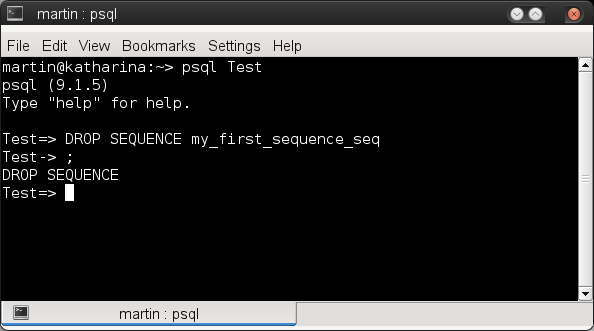 martin : psql
File Edit View Bookmarks Settings Help
martin@katharina:~> psql Test
psql (9.1.5)
Type "help" for help.
Test=> DROP SEQUENCE my_first_sequence_seq
Test-> ;
DROP SEQUENCE
Test=>
martin : psql